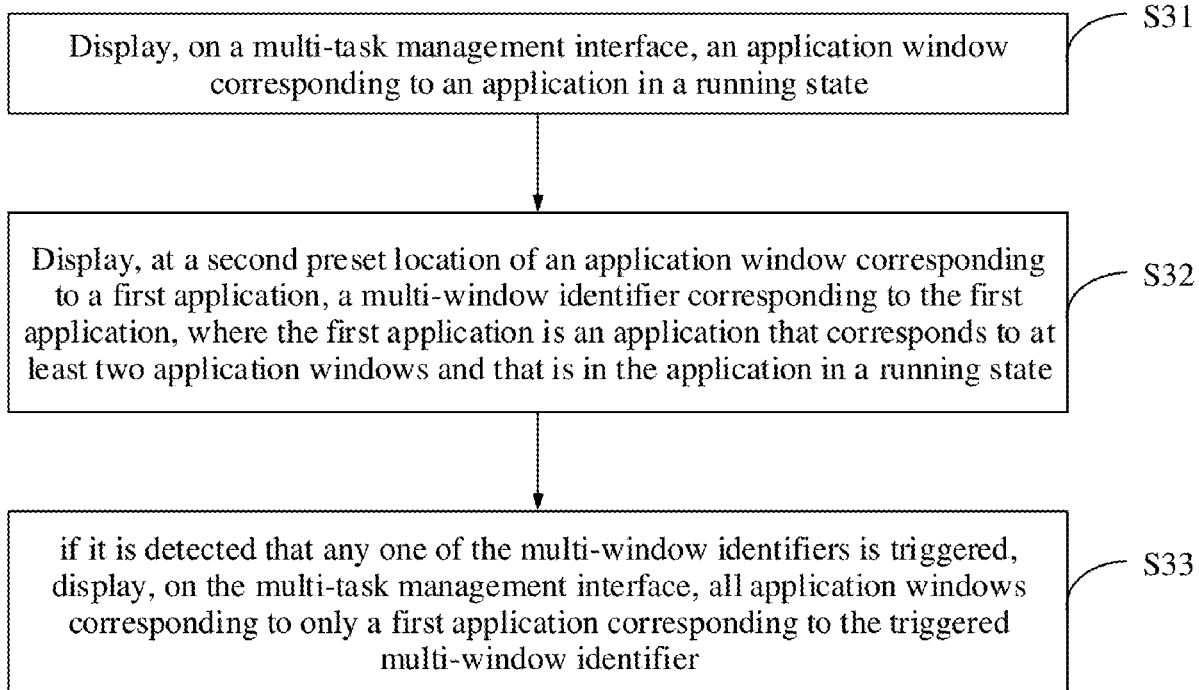 S31
Display, on a multi-task management interface, an application window
corresponding to an application in a running state
Display, at a second preset location of an application window corresponding
to a first application, a multi-window identifier corresponding to the first
application, where the first application is an application that corresponds to at
least two application windows and that is in the application in a running state
S32
if it is detected that any one of the multi-window identifiers is triggered,
display, on the multi-task management interface, all application windows
corresponding to only a first application corresponding to the triggered
multi-window identifier
S33